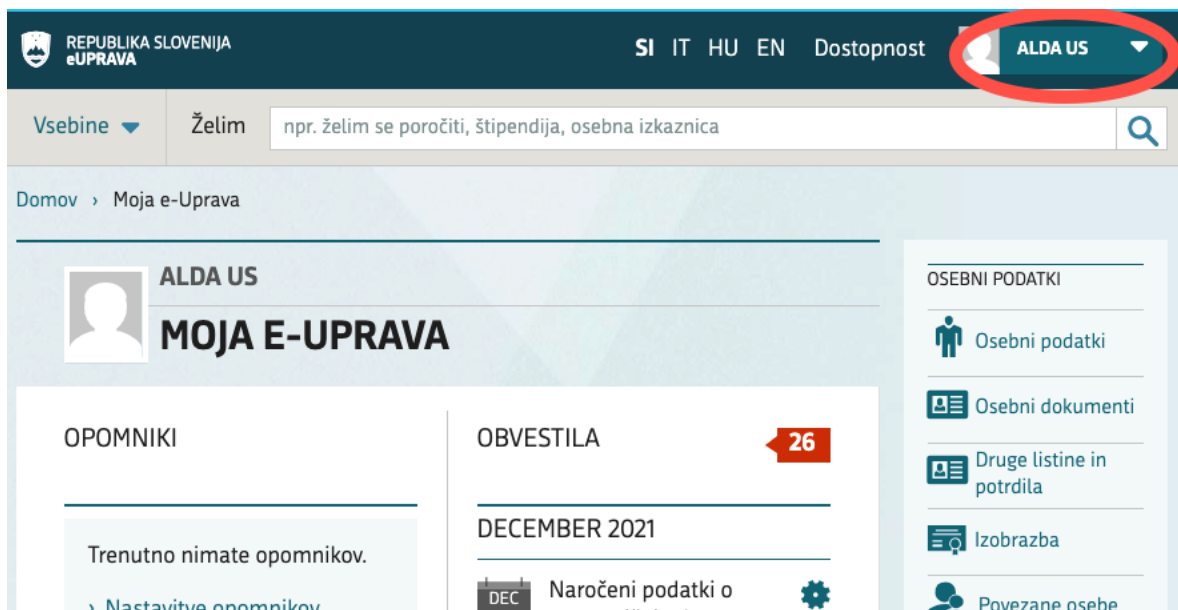 REPUBLIKA SLOVENIJA
eUPRAVA
SI IT HU EN Dostopnost
ALDA US
Vsebine
Želim
npr. želim se poročiti, štipendija, osebna izkaznica
Domov › Moja e-Uprava
ALDA US
MOJA E-UPRAVA
OPOMNIKI
Trenutno nimate opomnikov.
› Nastavitve opomnikov
OBVESTILA
26
DECEMBER 2021
DEC
Naročeni podatki o
OSEBNI PODATKI
Osebni podatki
Osebni dokumenti
Druge listine in
potrdila
Izobrazba
Povezane osebe